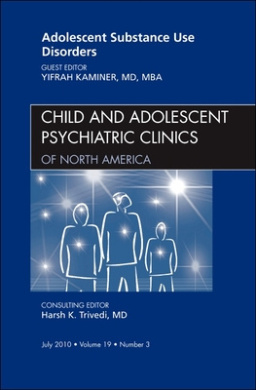 Adolescent Substance Use
Disorders
GUEST EDITOR
YIFRAH KAMINER, MD, MBA
CHILD AND ADOLESCENT
PSYCHIATRIC CLINICS
OF NORTH AMERICA
CONSULTING EDITOR
Harsh K. Trivedi, MD
July 2010 • Volume 19 • Number 3